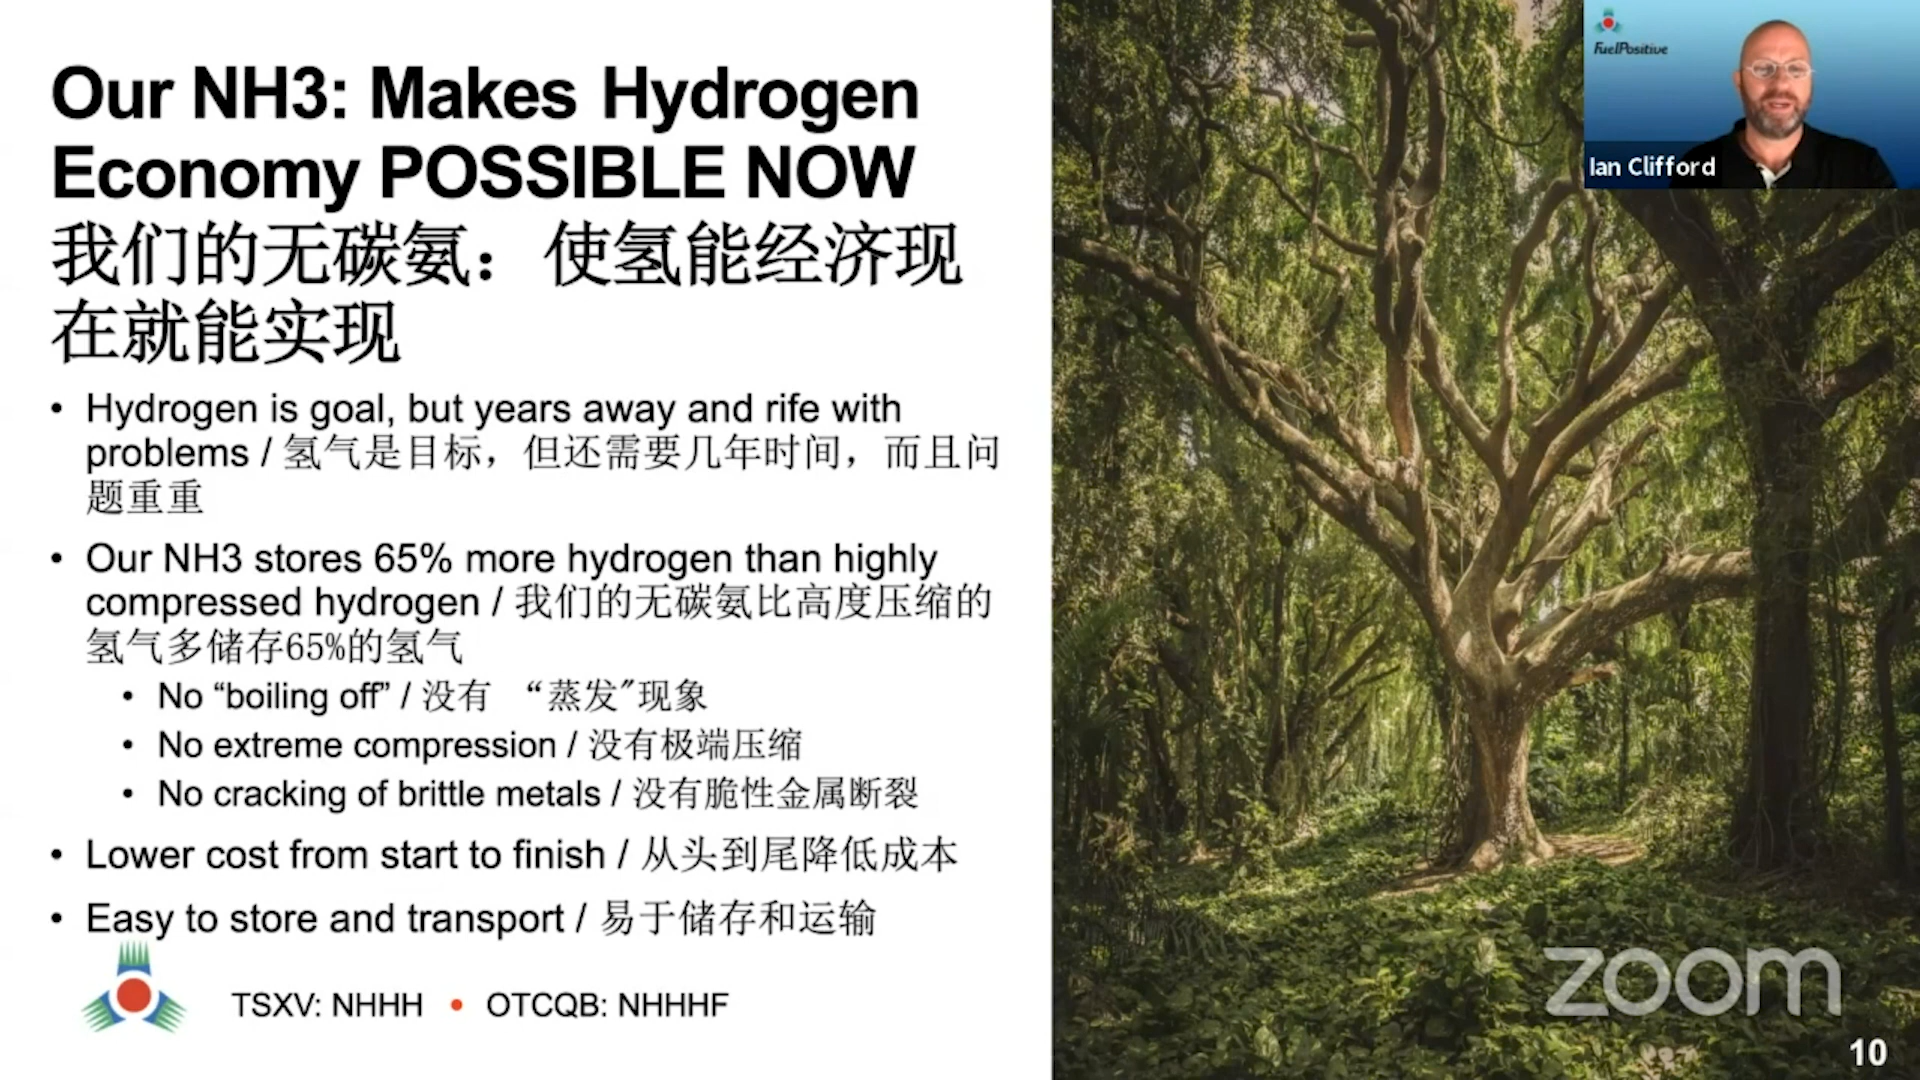 Our NH3: Makes Hydrogen
Economy POSSIBLE NOW
我们的无碳氨：使氢能经济现
在就能实现
• Hydrogen is goal, but years away and rife with
problems / 氢气是目标，但还需要几年时间，而且问
题重重
• Our NH3 stores 65% more hydrogen than highly
compressed hydrogen / 我们的无碳氨比高度压缩的
氢气多储存65%的氢气
• No “boiling off” / 没有 “蒸发"现象
• No extreme compression / 没有极端压缩
• No cracking of brittle metals / 没有脆性金属断裂
• Lower cost from start to finish / 从头到尾降低成本
• Easy to store and transport / 易于储存和运输
TSXV: NHHH • OTCQB: NHHHF
FuelPositive
Ian Clifford
zoom
10